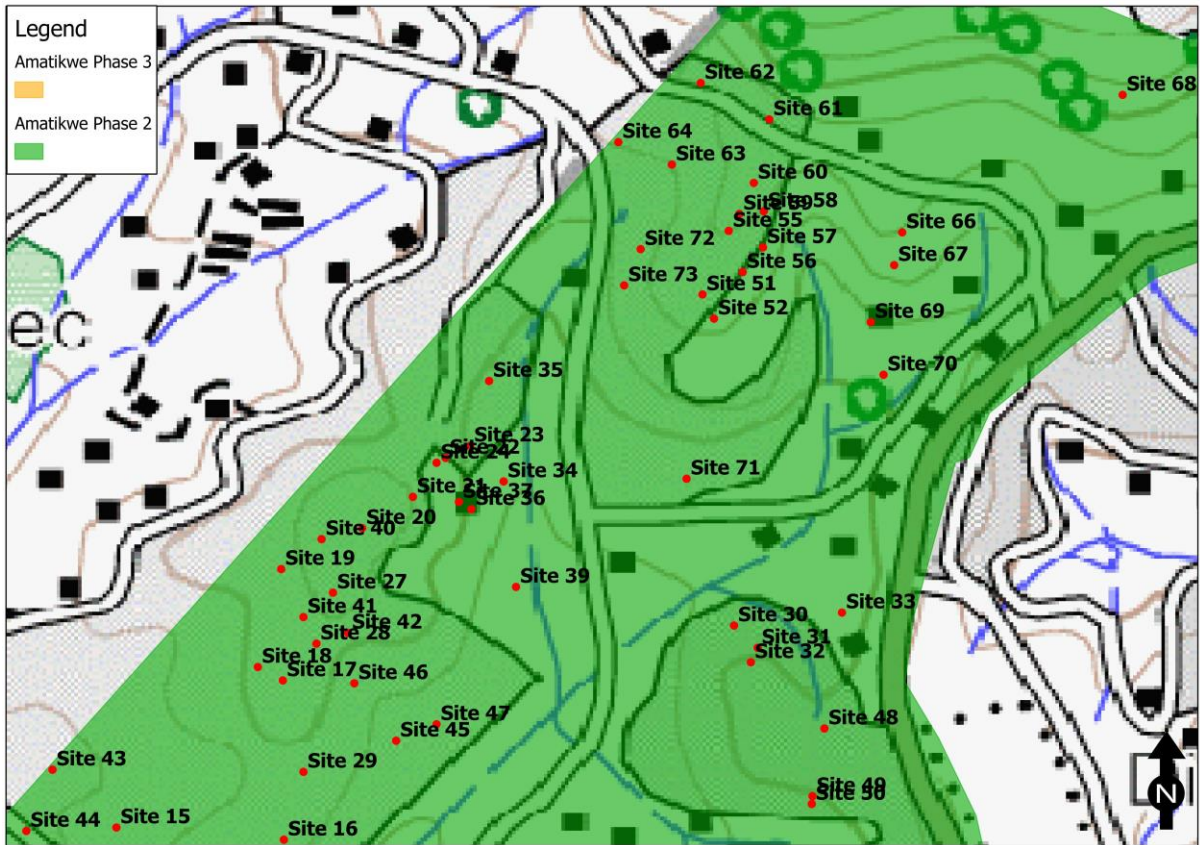 Legend
Amatikwe Phase 3
Amatikwe Phase 2
Site 62
Site 68
Site 61
Site 64
Site 63
Site 60
Site 58
Site 59
Site 55
Site 66
Site 72
Site 57
Site 67
Site 56
Site 73
Site 51
Site 52
Site 69
ec
Site 35
Site 70
Site 23
Site 22
Site 24
Site 34
Site 71
Site 21
Site 37
Site 36
Site 20
Site 40
Site 19
Site 39
Site 27
Site 41
Site 33
Site 30
Site 42
Site 28
Site 31
Site 32
Site 18
Site 17
Site 46
Site 47
Site 48
Site 45
Site 43
Site 29
Site 49
Site 50
Site 44
Site 15
Site 16
N